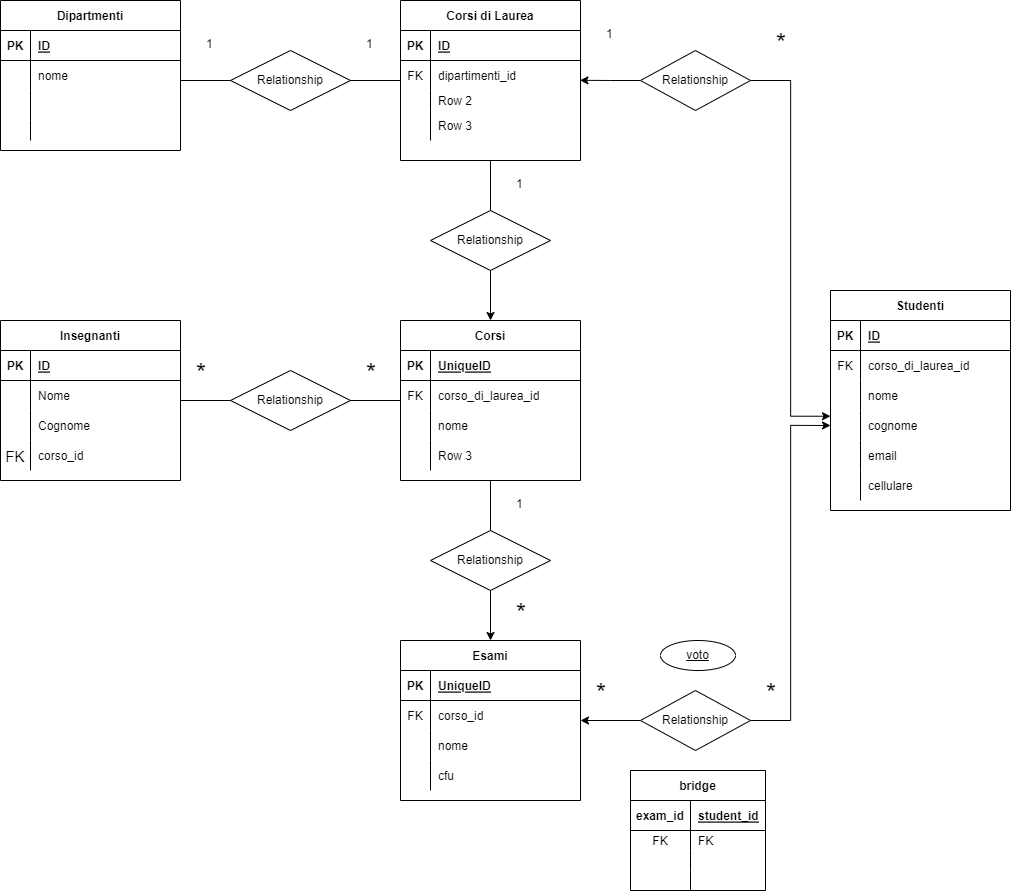 Dipartmenti
PK ID
nome
1
Relationship
1
Corsi di Laurea
PK ID
FK dipartimenti_id
Row 2
Row 3
1
Relationship
*
1
Relationship
Insegnanti
PK ID
Nome
Cognome
FK corso_id
*
Relationship
*
Corsi
PK UniqueID
FK corso_di_laurea_id
nome
Row 3
Studenti
PK ID
FK corso_di_laurea_id
nome
cognome
email
cellulare
1
Relationship
*
Esami
PK UniqueID
FK corso_id
nome
cfu
voto
*
Relationship
*
bridge
exam_id student_id
FK FK